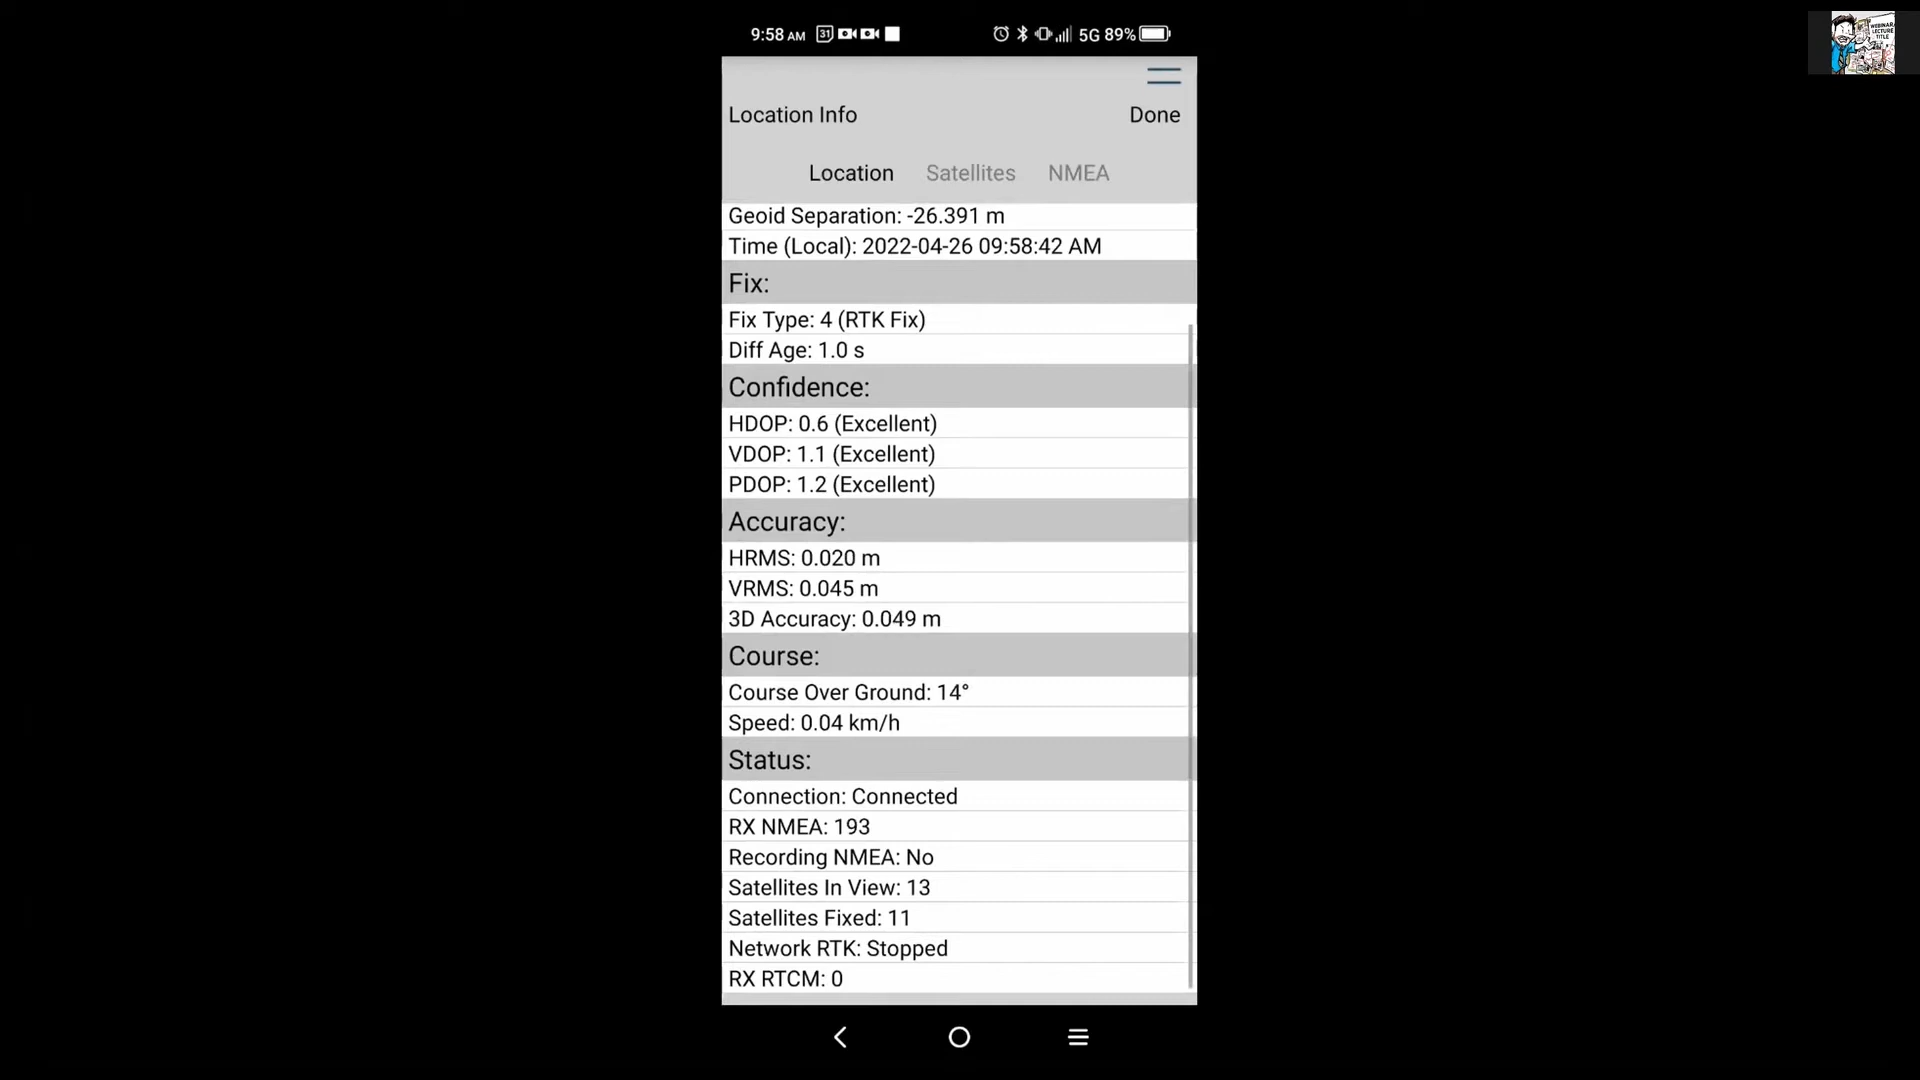 9:58 AM 31 5G 89%
WEBINAR
LECTURE
TITLE
Location Info Done
Location Satellites NMEA
Geoid Separation: -26.391 m
Time (Local): 2022-04-26 09:58:42 AM
Fix:
Fix Type: 4 (RTK Fix)
Diff Age: 1.0 s
Confidence:
HDOP: 0.6 (Excellent)
VDOP: 1.1 (Excellent)
PDOP: 1.2 (Excellent)
Accuracy:
HRMS: 0.020 m
VRMS: 0.045 m
3D Accuracy: 0.049 m
Course:
Course Over Ground: 14°
Speed: 0.04 km/h
Status:
Connection: Connected
RX NMEA: 193
Recording NMEA: No
Satellites In View: 13
Satellites Fixed: 11
Network RTK: Stopped
RX RTCM: 0